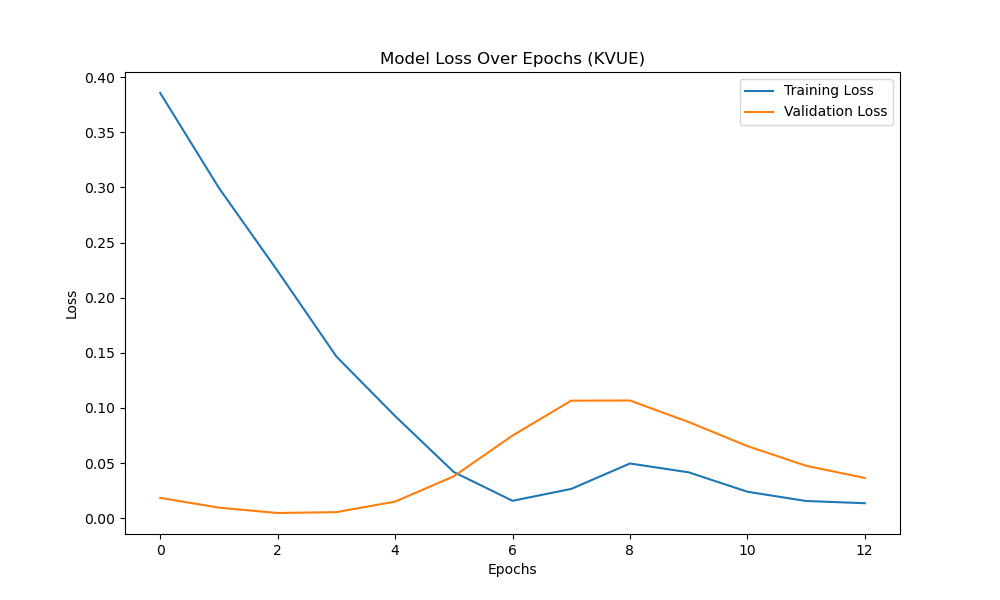 Model Loss Over Epochs (KVUE)
Training Loss
Validation Loss
0.40
0.35
0.30
0.25
0.20
0.15
0.10
0.05
0.00
Loss
0 2 4 6 8 10 12
Epochs